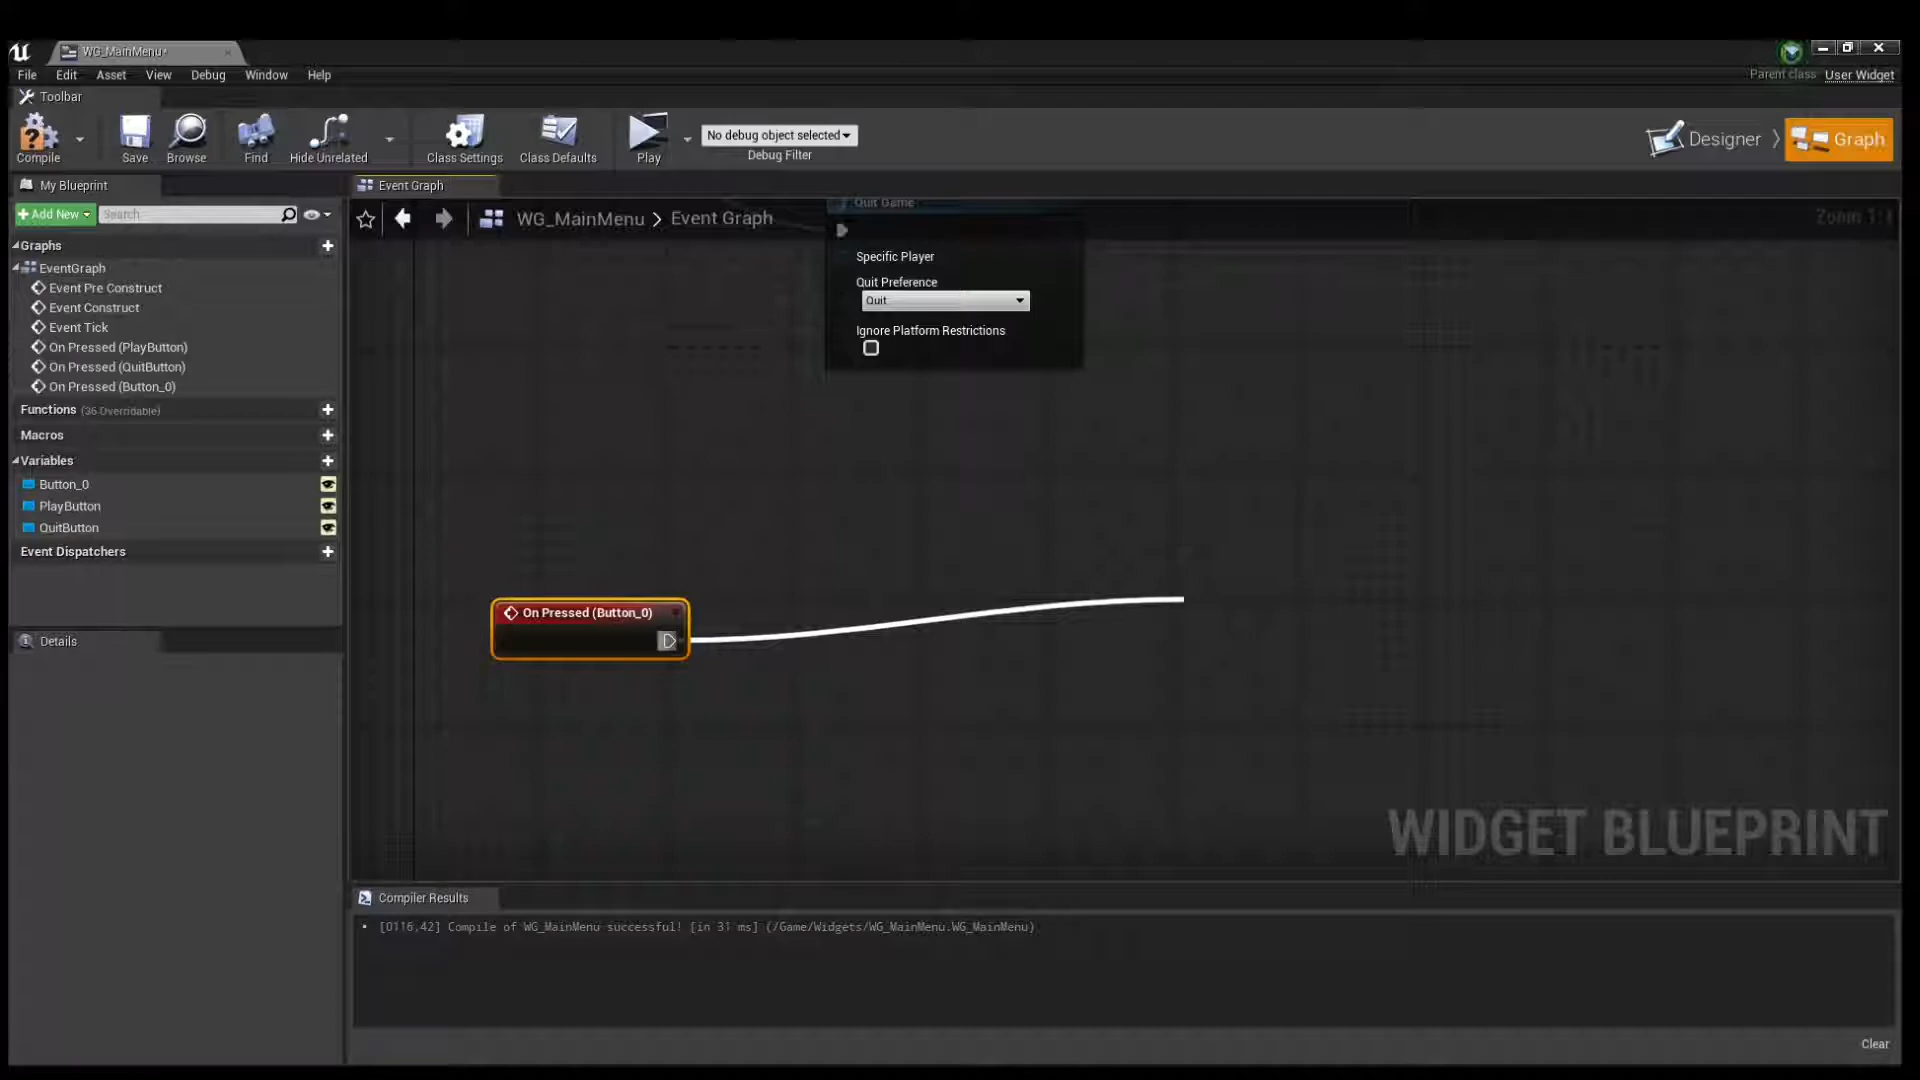 WG_MainMenu*
File Edit Asset View Debug Window Help
Parent class User Widget
Toolbar
Compile Save Browse Find Hide Unrelated Class Settings Class Defaults Play
No debug object selected
Debug Filter
Designer Graph
My Blueprint
Event Graph
Add New Search
WG_MainMenu > Event Graph
Zoom 1:1
Quit Game
Graphs
EventGraph
Event Pre Construct
Event Construct
Event Tick
On Pressed (PlayButton)
On Pressed (QuitButton)
On Pressed (Button_0)
Functions (36 Overridable)
Macros
Variables
Button_0
PlayButton
QuitButton
Event Dispatchers
Details
Specific Player
Quit Preference
Quit
Ignore Platform Restrictions
On Pressed (Button_0)
WIDGET BLUEPRINT
Compiler Results
• [0116.42] Compile of WG_MainMenu successful! [in 31 ms] (/Game/Widgets/WG_MainMenu.WG_MainMenu)
Clear